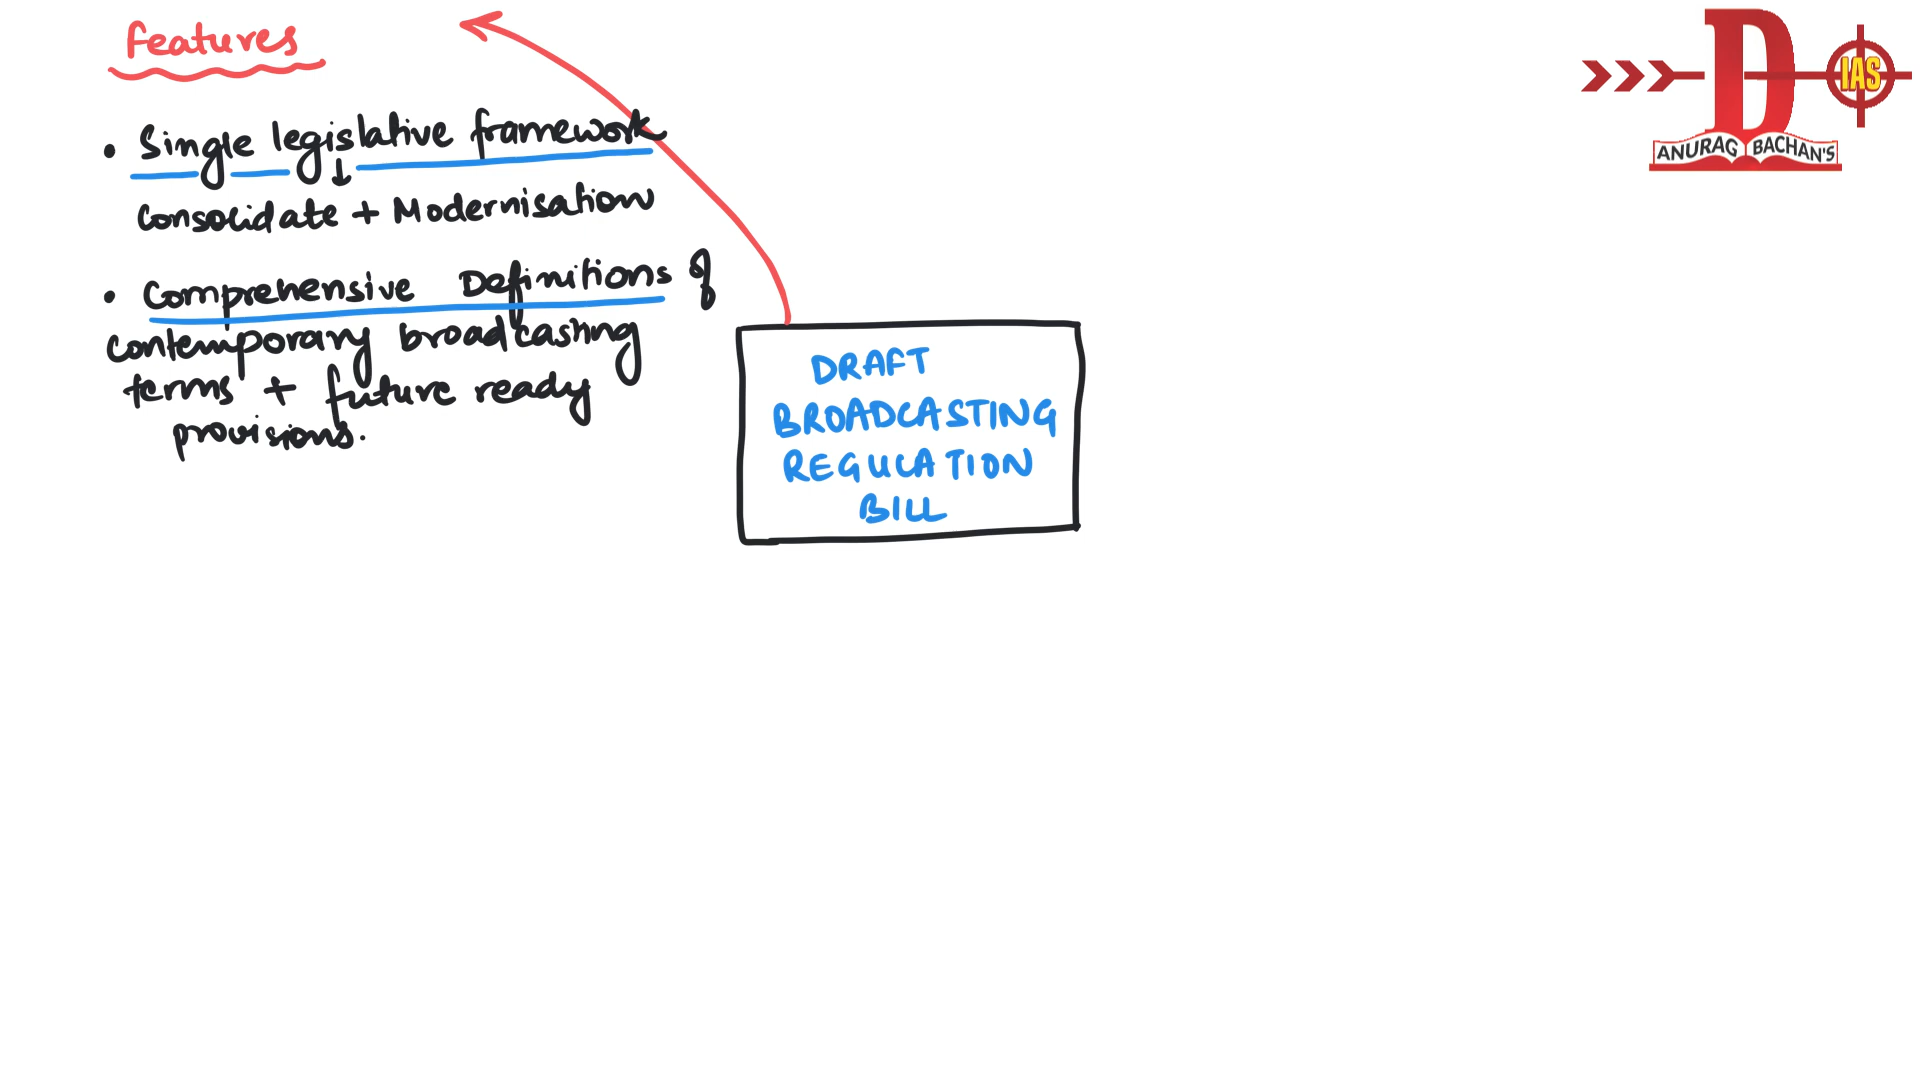 Features
• Single legislative framework
↓
Consolidate + Modernisation
• Comprehensive Definitions of
contemporary broadcasting
terms + future ready
provisions.
DRAFT
BROADCASTING
REGULATION
BILL
D
IAS
ANURAG BACHAN'S